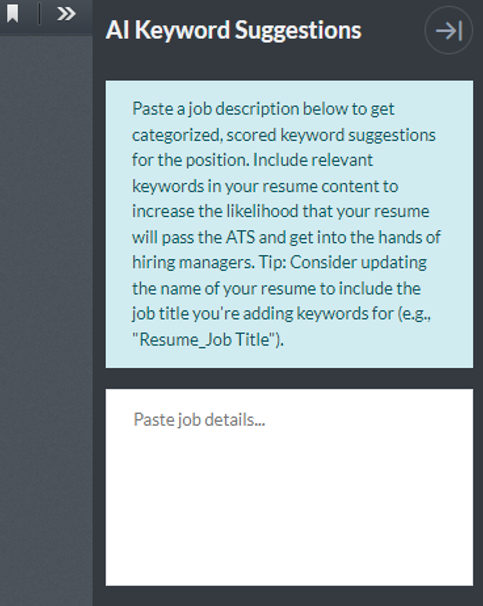 AI Keyword Suggestions
Paste a job description below to get
categorized, scored keyword suggestions
for the position. Include relevant
keywords in your resume content to
increase the likelihood that your resume
will pass the ATS and get into the hands of
hiring managers. Tip: Consider updating
the name of your resume to include the
job title you're adding keywords for (e.g.,
"Resume_Job Title").
Paste job details...